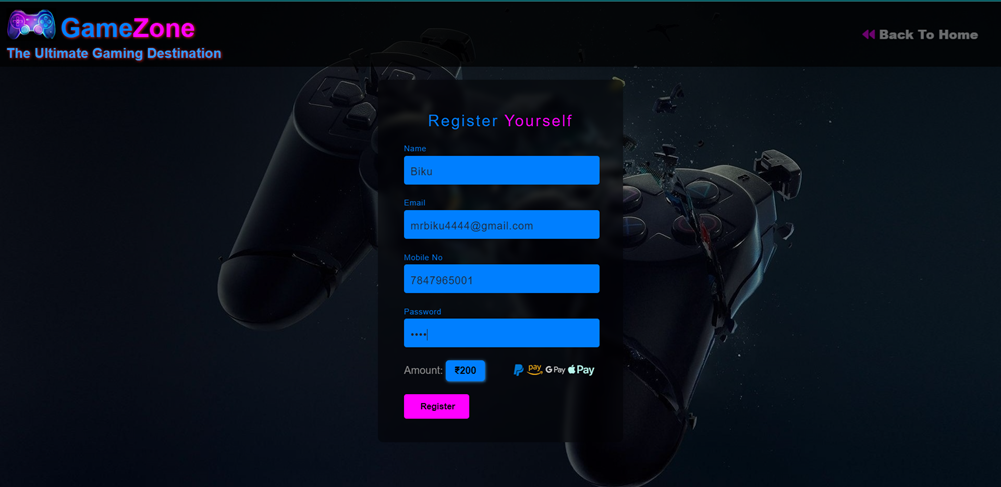 GameZone
The Ultimate Gaming Destination
Back To Home
Register Yourself
Name
Biku
Email
mrbiku4444@gmail.com
Mobile No
7847965001
Password
••••
Amount: ₹200 pay G Pay Pay
Register